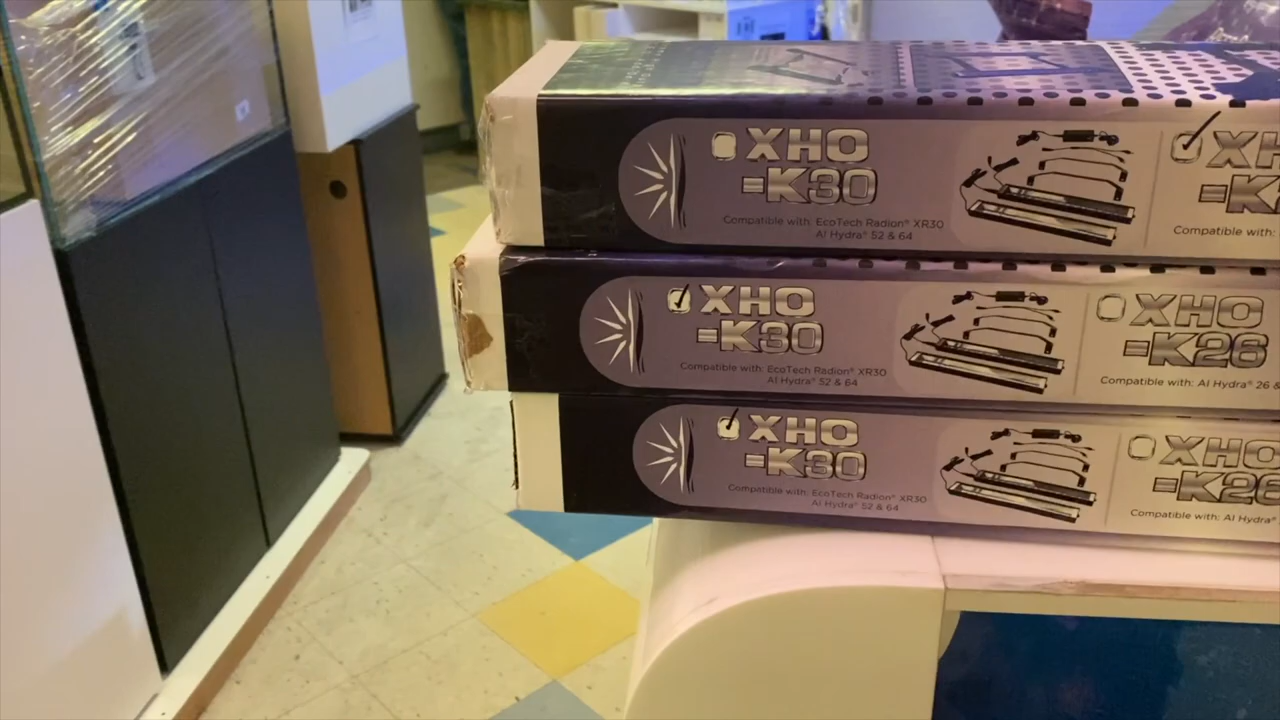 XHO
=K30
Compatible with: EcoTech Radion® XR30
AI Hydra® 52 & 64
Compatible with:
XHO
=K30
Compatible with: EcoTech Radion® XR30
AI Hydra® 52 & 64
XHO
=K26
Compatible with: AI Hydra® 26 &
XHO
=K30
Compatible with: EcoTech Radion® XR30
AI Hydra® 52 & 64
XHO
=K26
Compatible with: AI Hydra®